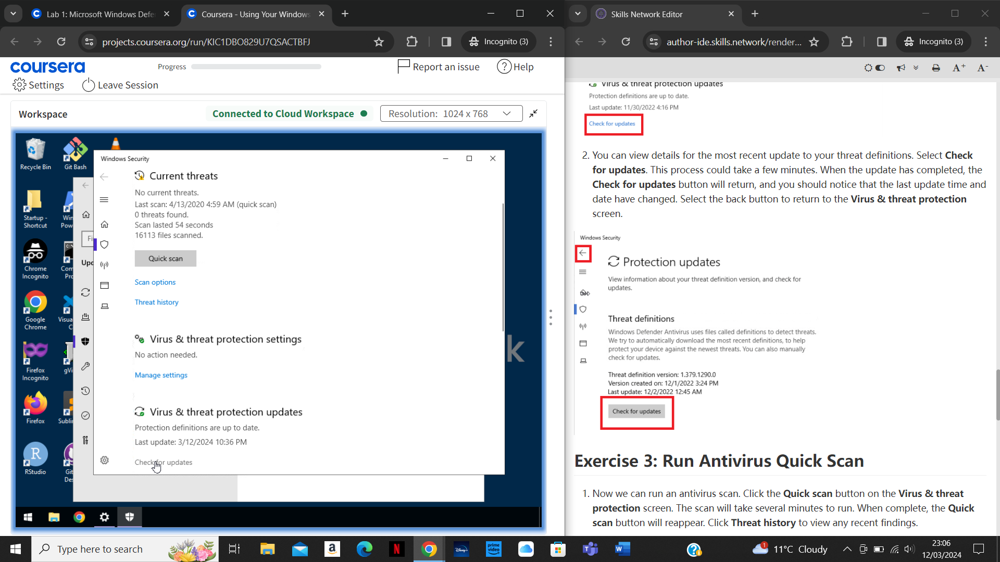 Lab 1: Microsoft Windows Defe
Coursera - Using Your Windows
projects.coursera.org/run/KIC1DBO829U7QSACTBFJ
Incognito (3)
coursera
Progress
Report an issue
Help
Settings
Leave Session
Workspace
Connected to Cloud Workspace
Resolution: 1024 x 768
Recycle Bin
Git Bash
Startup -
Shortcut
Win
Pow
Chrome
Incognito
Com
Pro
Google
Chrome
Visua
C
Firefox
Incognito
gVi
Firefox
Sublin
RStudio
Git
Des
Fi
Upd
k
Windows Security
Current threats
No current threats.
Last scan: 4/13/2020 4:59 AM (quick scan)
0 threats found.
Scan lasted 54 seconds
16113 files scanned.
Quick scan
Scan options
Threat history
Virus & threat protection settings
No action needed.
Manage settings
Virus & threat protection updates
Protection definitions are up to date.
Last update: 3/12/2024 10:36 PM
Check for updates
Skills Network Editor
author-ide.skills.network/render...
Incognito (3)
A+
A-
Virus & threat protection updates
Protection definitions are up to date.
Last update: 11/30/2022 4:16 PM
Check for updates
2. You can view details for the most recent update to your threat definitions. Select Check
for updates. This process could take a few minutes. When the update has completed, the
Check for updates button will return, and you should notice that the last update time and
date have changed. Select the back button to return to the Virus & threat protection
screen.
Windows Security
Protection updates
View information about your threat definition version, and check for
updates.
Threat definitions
Windows Defender Antivirus uses files called definitions to detect threats.
We try to automatically download the most recent definitions, to help
protect your device against the newest threats. You can also manually
check for updates.
Threat definition version: 1.379.1290.0
Version created on: 12/1/2022 3:24 PM
Last update: 12/2/2022 12:45 AM
Check for updates
Exercise 3: Run Antivirus Quick Scan
1. Now we can run an antivirus scan. Click the Quick scan button on the Virus & threat
protection screen. The scan will take several minutes to run. When complete, the Quick
scan button will reappear. Click Threat history to view any recent findings.
Type here to search
1
11°C Cloudy
23:06
12/03/2024